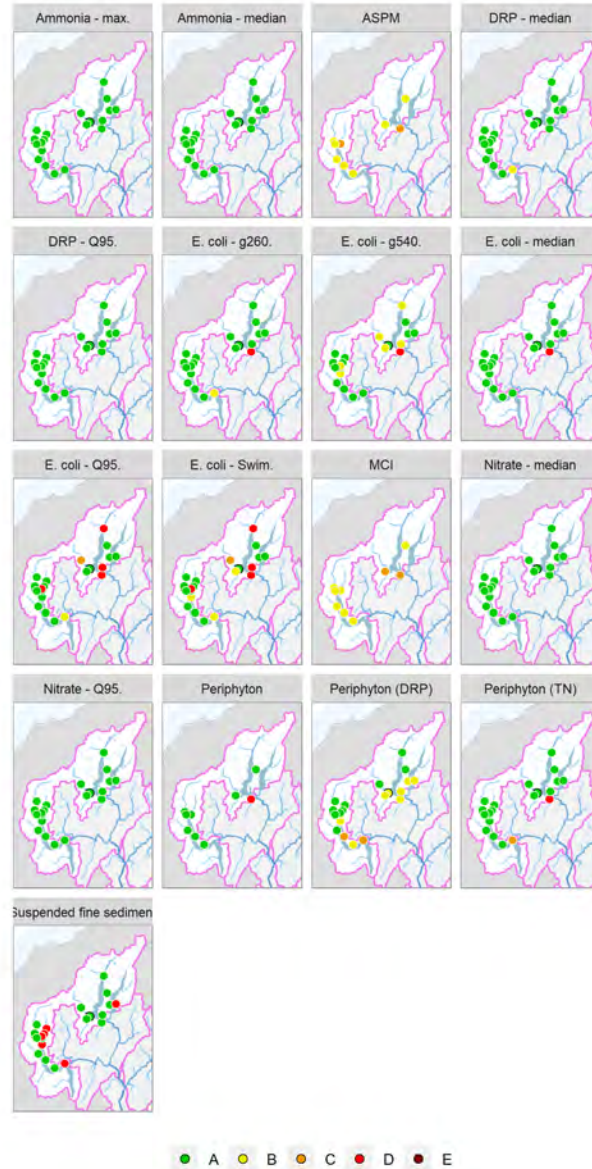 Ammonia - max.
Ammonia - median
ASPM
DRP - median
DRP - Q95.
E. coli - g260.
E. coli - g540.
E. coli - median
E. coli - Q95.
E. coli - Swim.
MCI
Nitrate - median
Nitrate - Q95.
Periphyton
Periphyton (DRP)
Periphyton (TN)
Suspended fine sedimen
A B C D E